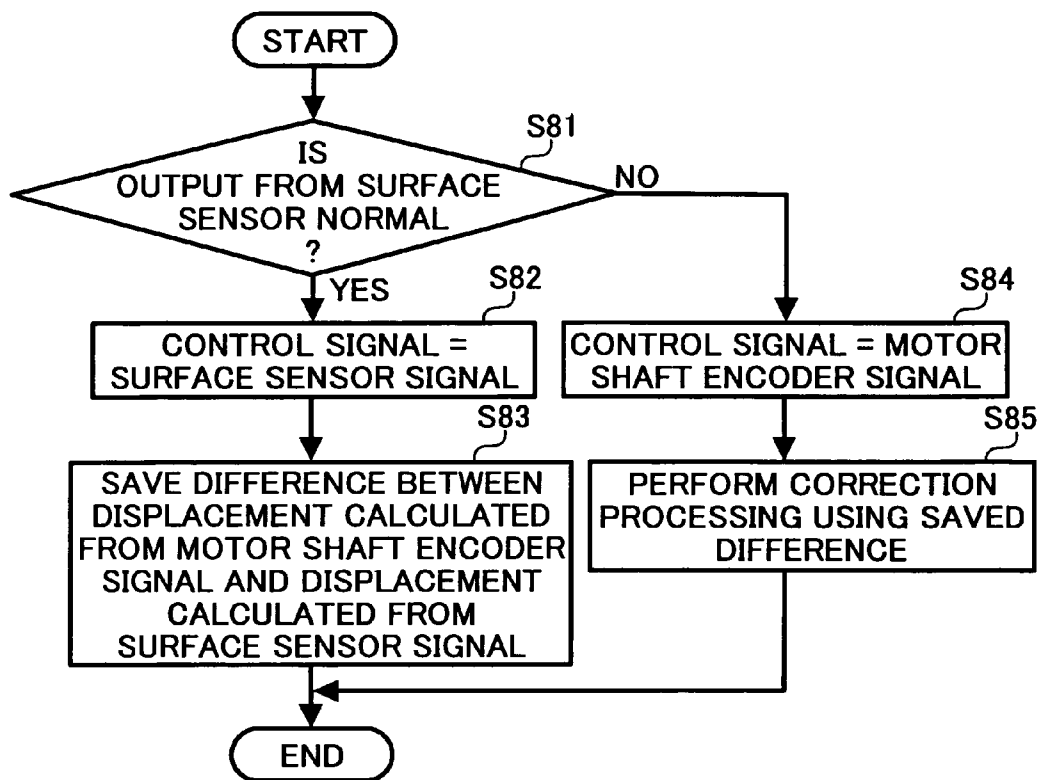 START
S81
IS
OUTPUT FROM SURFACE
SENSOR NORMAL
?
NO
YES
S82
CONTROL SIGNAL =
SURFACE SENSOR SIGNAL
S84
CONTROL SIGNAL = MOTOR
SHAFT ENCODER SIGNAL
S83
SAVE DIFFERENCE BETWEEN
DISPLACEMENT CALCULATED
FROM MOTOR SHAFT ENCODER
SIGNAL AND DISPLACEMENT
CALCULATED FROM
SURFACE SENSOR SIGNAL
S85
PERFORM CORRECTION
PROCESSING USING SAVED
DIFFERENCE
END